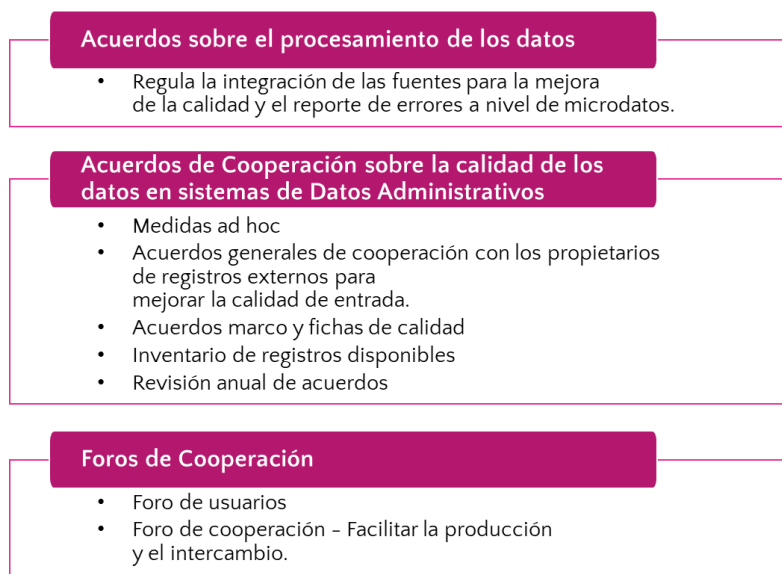 Acuerdos sobre el procesamiento de los datos
• Regula la integración de las fuentes para la mejora
de la calidad y el reporte de errores a nivel de microdatos.
Acuerdos de Cooperación sobre la calidad de los
datos en sistemas de Datos Administrativos
• Medidas ad hoc
• Acuerdos generales de cooperación con los propietarios
de registros externos para
mejorar la calidad de entrada.
• Acuerdos marco y fichas de calidad
• Inventario de registros disponibles
• Revisión anual de acuerdos
Foros de Cooperación
• Foro de usuarios
• Foro de cooperación - Facilitar la producción
y el intercambio.